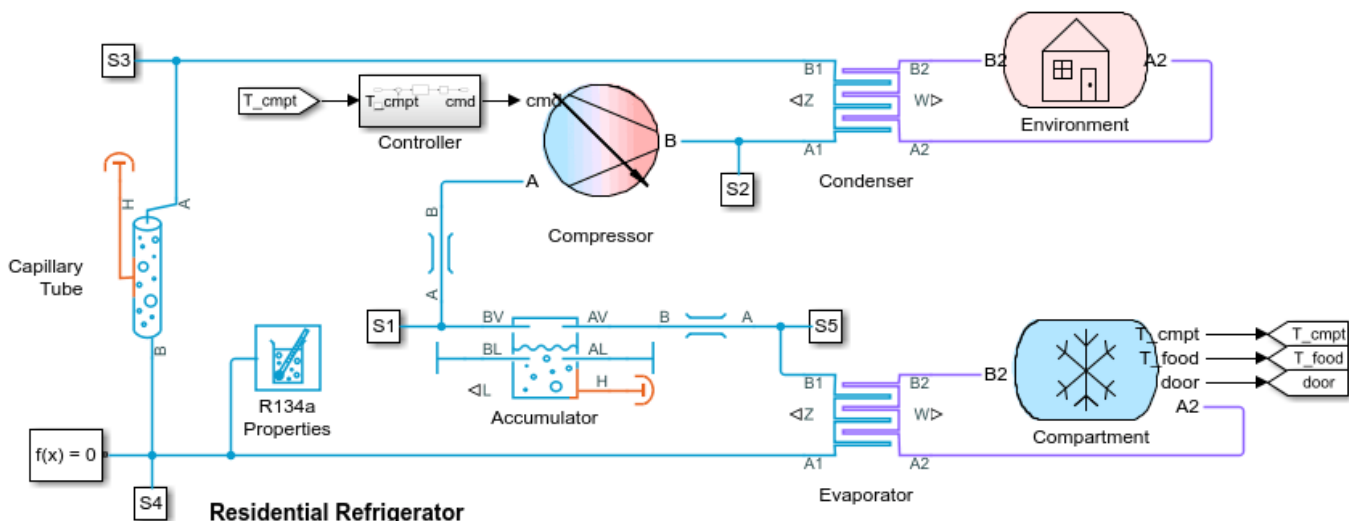 S3
B1
B2
B2
A2
T_cmpt
T_cmpt
cmd
cmd
Z
W
Environment
Controller
B
A1
A2
H
A
A
S2
Condenser
B
Compressor
Capillary
Tube
A
S1
BV
AV
B
A
S5
T_cmpt
T_cmpt
BL
AL
T_food
T_food
B
B1
B2
B2
door
door
L
H
A2
R134a
Properties
Accumulator
Z
W
Compartment
f(x) = 0
A1
A2
S4
Evaporator
Residential Refrigerator